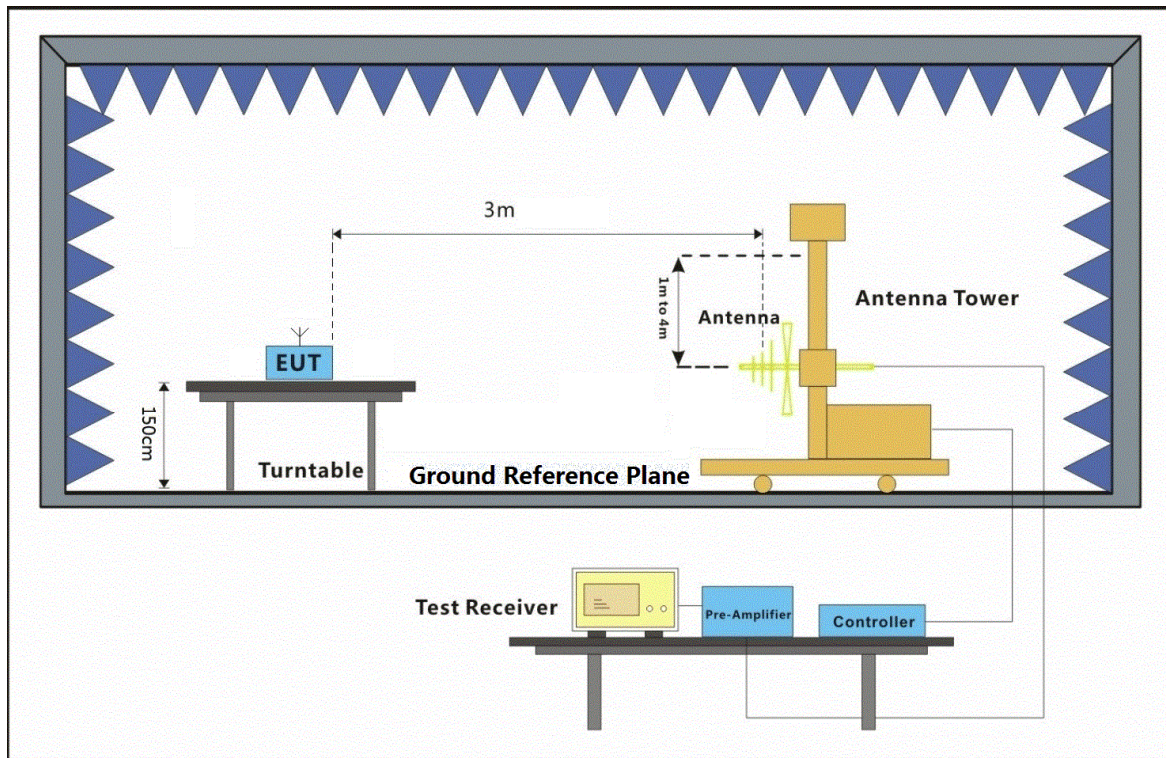 3m
1m to 4m
Antenna Tower
Antenna
EUT
150cm
Turntable
Ground Reference Plane
Test Receiver
Pre-Amplifier
Controller